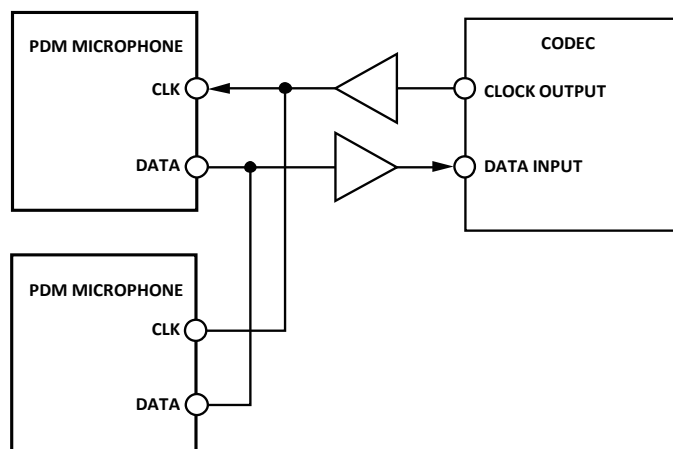 PDM MICROPHONE
CLK
DATA
CODEC
CLOCK OUTPUT
DATA INPUT
PDM MICROPHONE
CLK
DATA